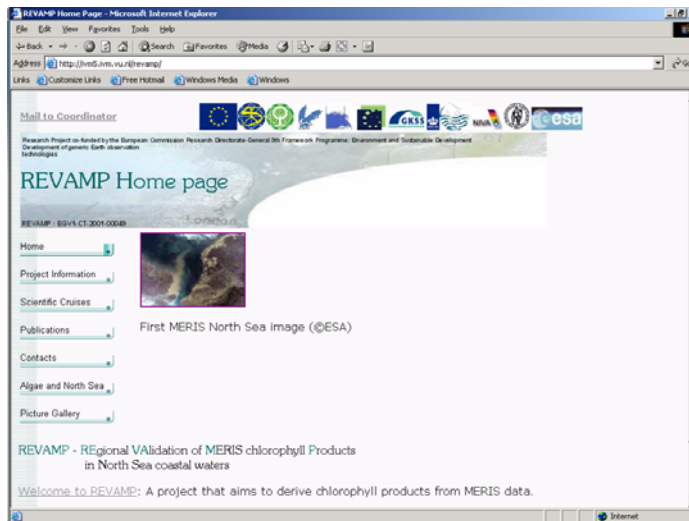 REVAMP Home Page - Microsoft Internet Explorer
File Edit View Favorites Tools Help
Back Search Favorites Media
Address http://ivm5.ivm.vu.nl/revamp/
Links Customize Links Free Hotmail Windows Media Windows
Mail to Coordinator
GKSS NIVA esa
Research Project co-funded by the European Commission Research Directorate-General 5th Framework Programme: Environment and Sustainable Development
Development of generic Earth observation
technologies
REVAMP Home page
London
REVAMP : EGV1-CT-2001-00049
Home
Project Information
Scientific Cruises
Publications
Contacts
Algae and North Sea
Picture Gallery
First MERIS North Sea image (©ESA)
REVAMP - REgional VAlidation of MERIS chlorophyll Products
in North Sea coastal waters
Welcome to REVAMP: A project that aims to derive chlorophyll products from MERIS data.
Internet